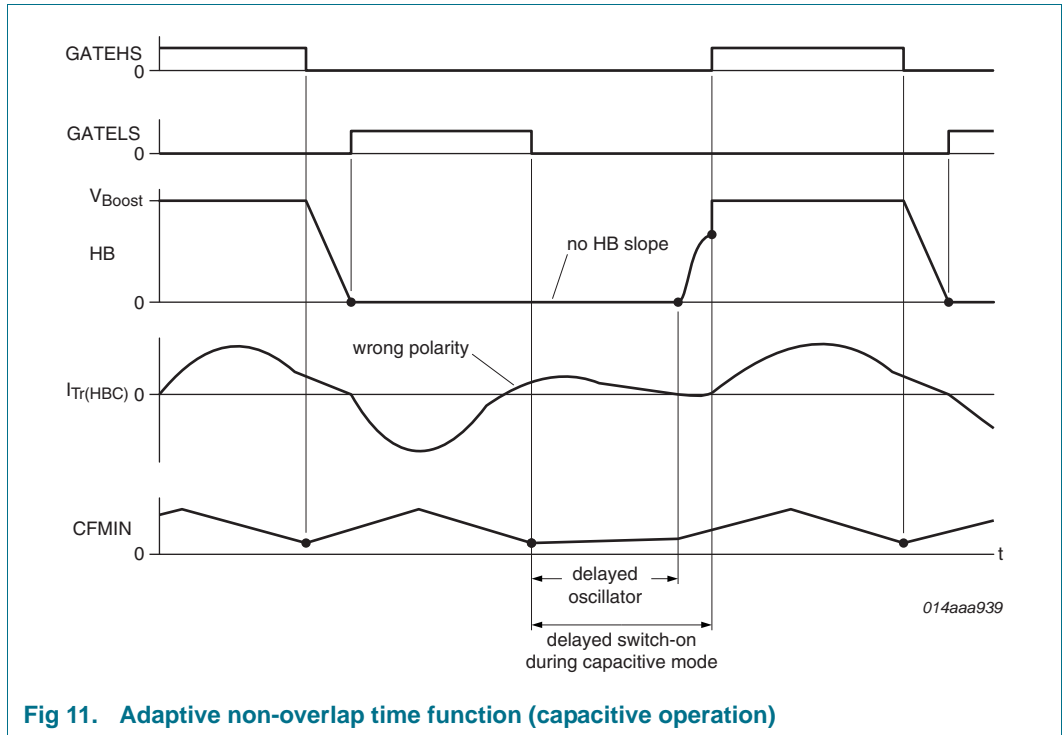 GATEHS
0
GATELS
0
VBoost
HB
no HB slope
0
wrong polarity
ITr(HBC) 0
CFMIN
0
t
delayed
oscillator
014aaa939
delayed switch-on
during capacitive mode
Fig 11. Adaptive non-overlap time function (capacitive operation)